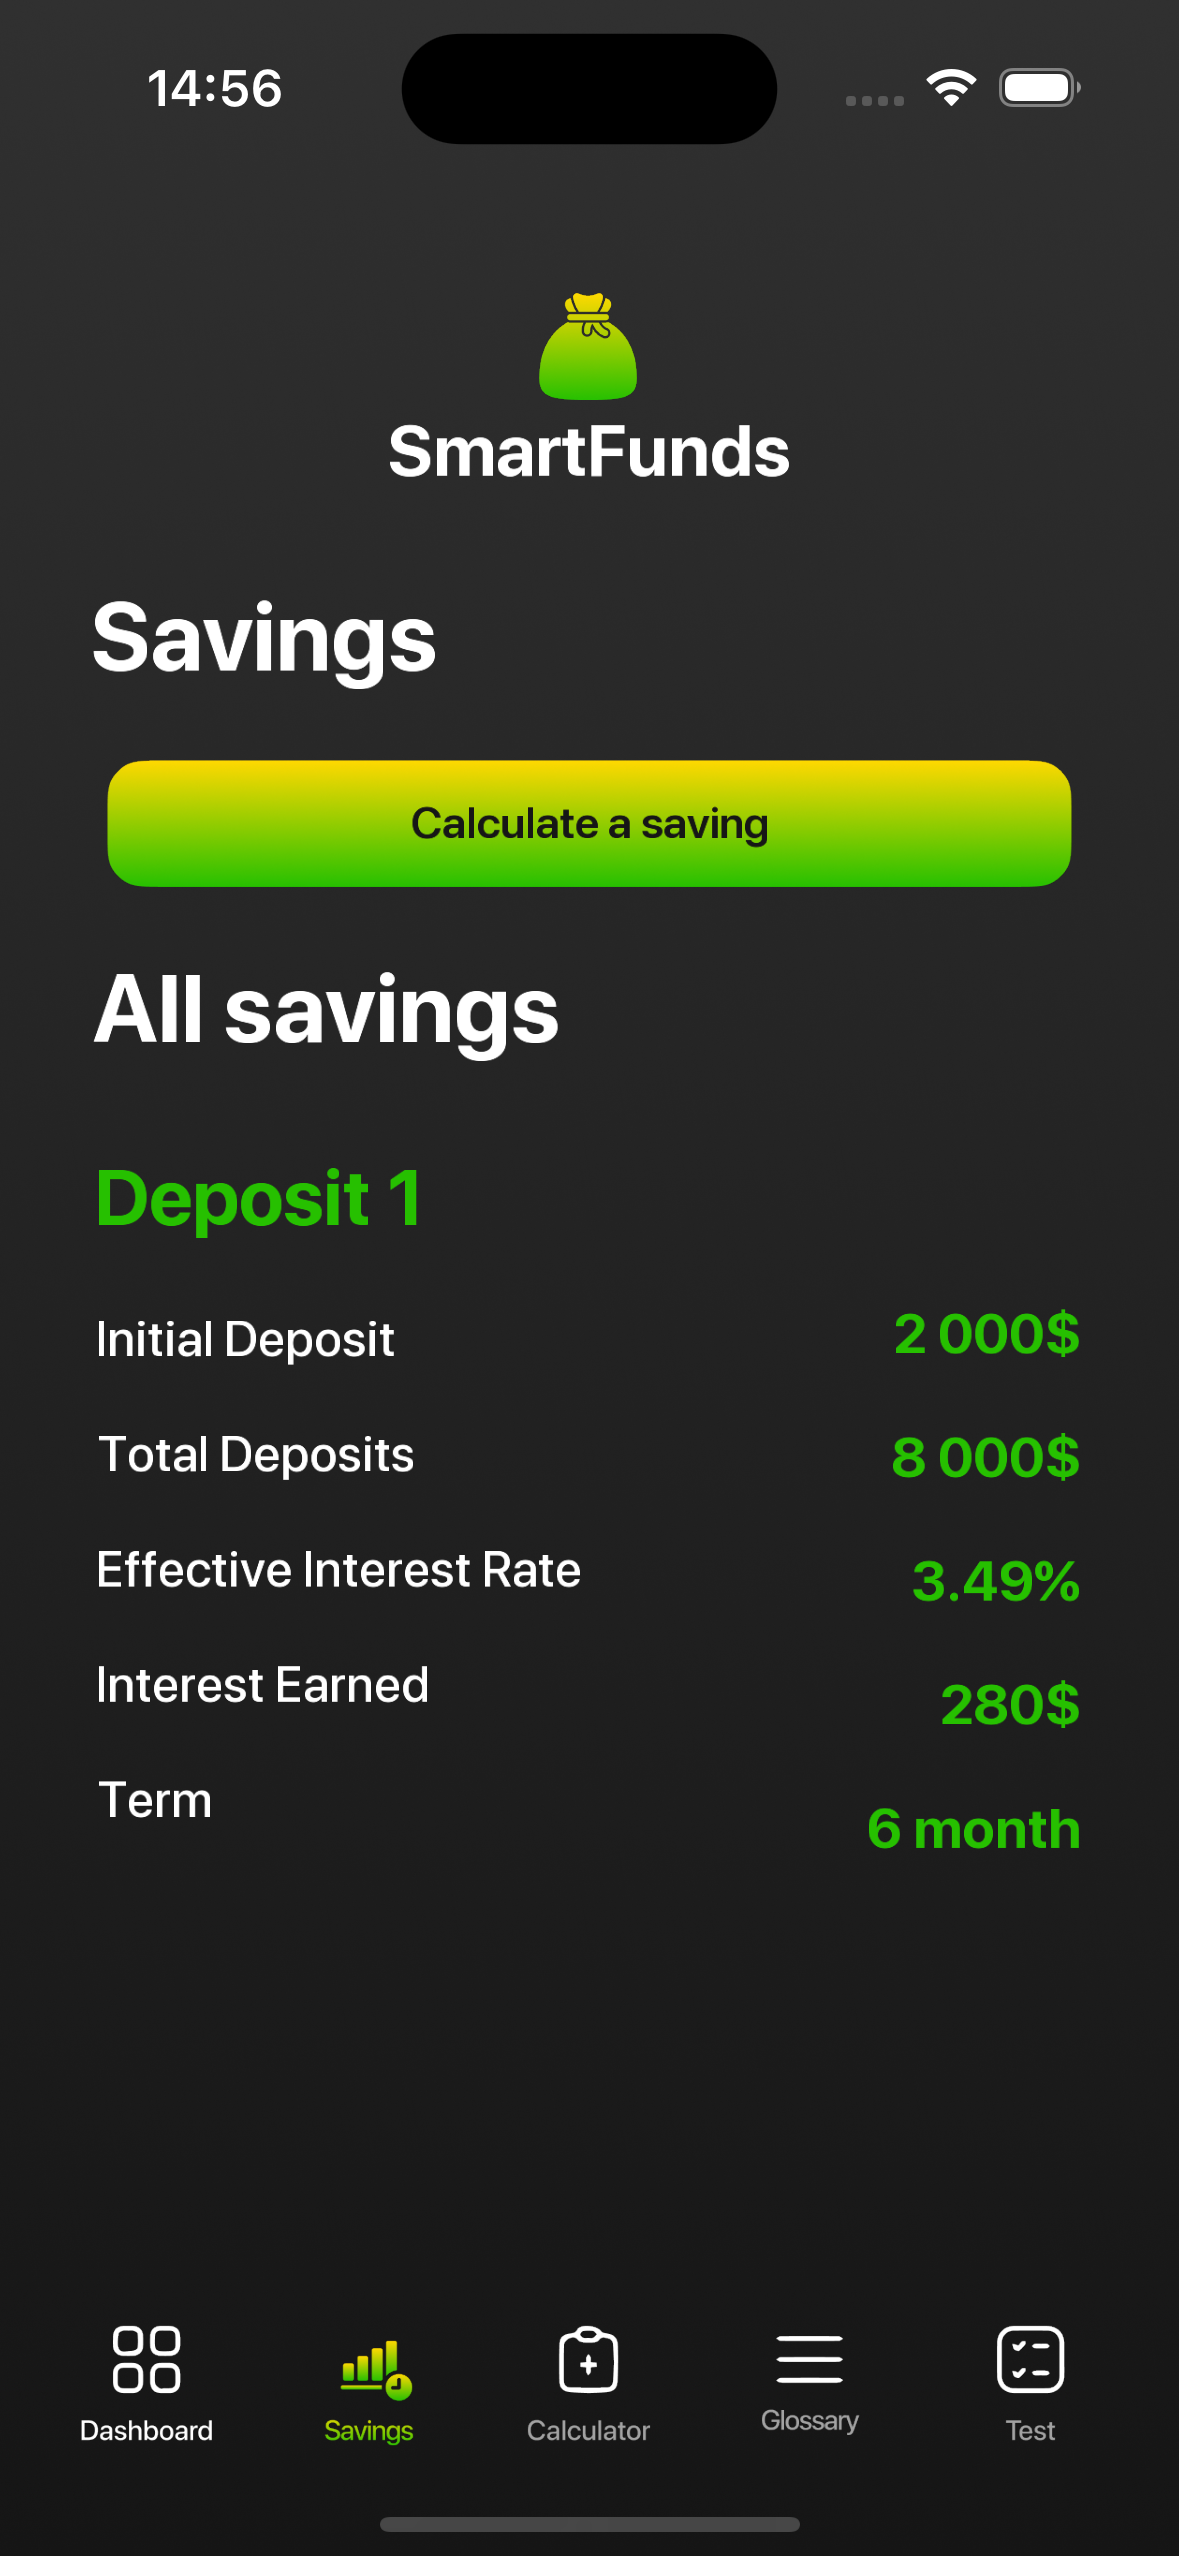 14:56
SmartFunds
Savings
Calculate a saving
All savings
Deposit 1
Initial Deposit 2 000$
Total Deposits 8 000$
Effective Interest Rate 3.49%
Interest Earned 280$
Term 6 month
Dashboard Savings Calculator Glossary Test